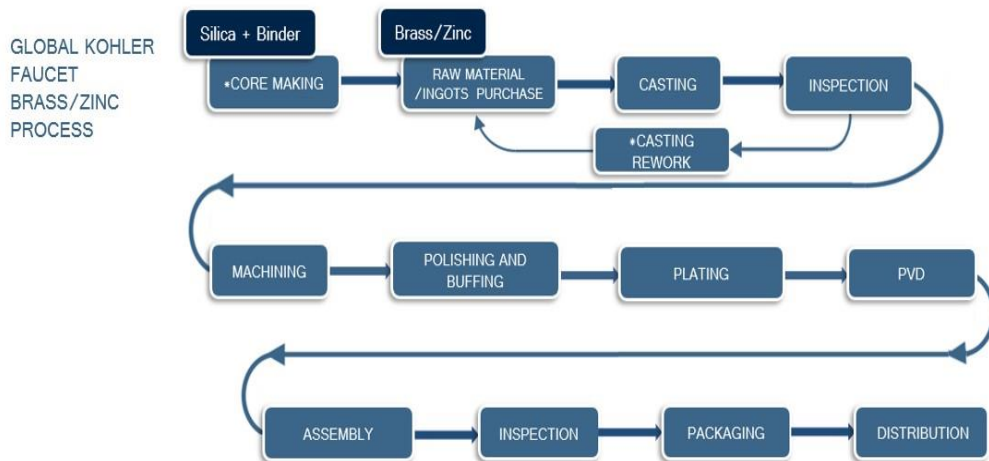 GLOBAL KOHLER
FAUCET
BRASS/ZINC
PROCESS
Silica + Binder
*CORE MAKING
Brass/Zinc
RAW MATERIAL
/INGOTS PURCHASE
CASTING
INSPECTION
*CASTING
REWORK
MACHINING
POLISHING AND
BUFFING
PLATING
PVD
ASSEMBLY
INSPECTION
PACKAGING
DISTRIBUTION